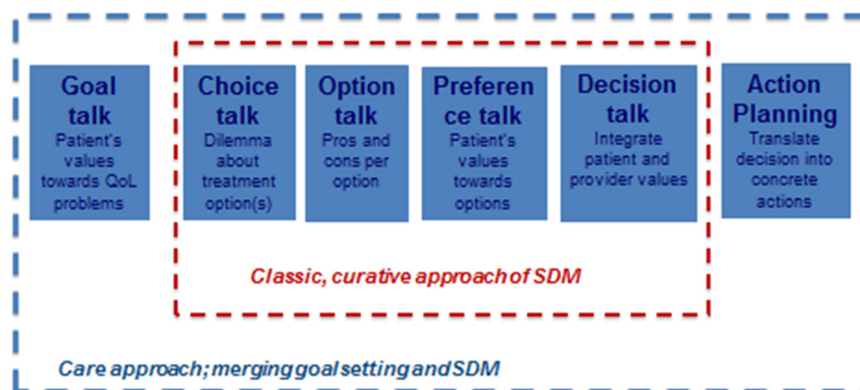 Goal
talk
Patient's
values
towards QoL
problems
Choice
talk
Dilemma
about
treatment
option(s)
Option
talk
Pros and
cons per
option
Preferen
ce talk
Patient's
values
towards
options
Decision
talk
Integrate
patient and
provider values
Action
Planning
Translate
decision into
concrete
actions
Classic, curative approach of SDM
Care approach; merging goal setting and SDM